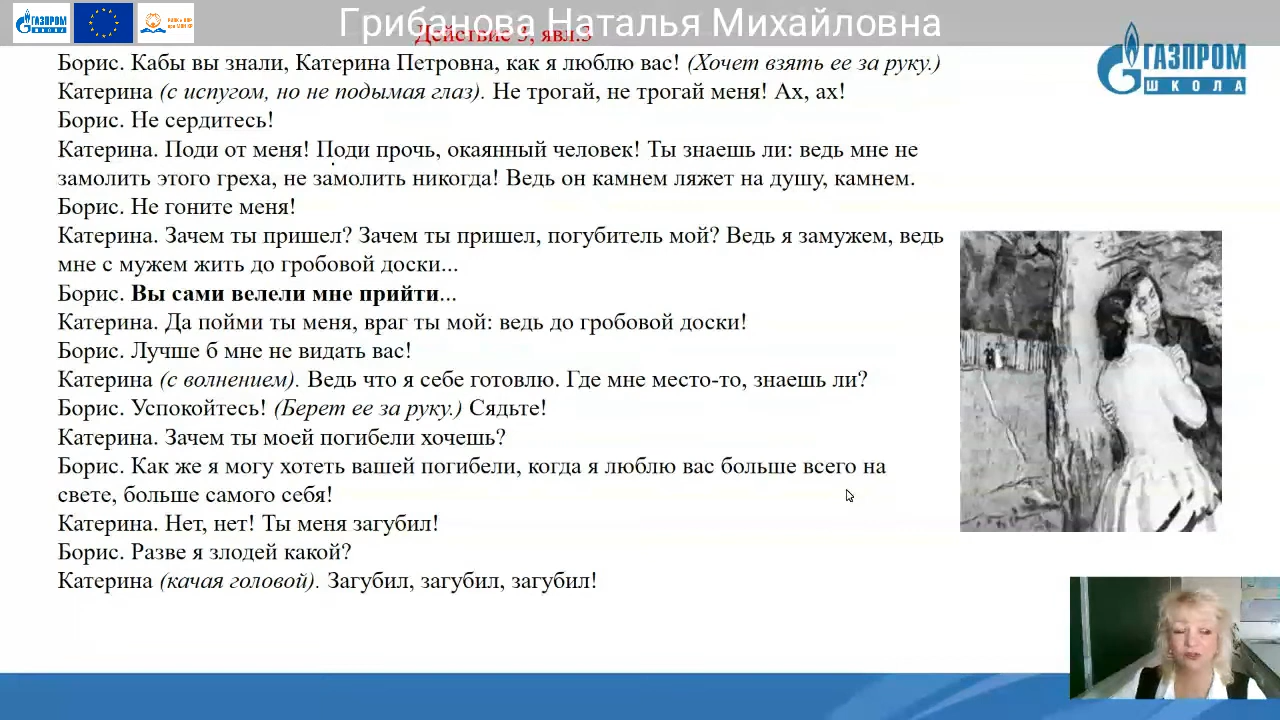 ГАЗПРОМ
ШКОЛА
Грибанова Наталья Михайловна
Действие 3, явл.3
ГАЗПРОМ
ШКОЛА
Борис. Кабы вы знали, Катерина Петровна, как я люблю вас! (Хочет взять ее за руку.)
Катерина (с испугом, но не подымая глаз). Не трогай, не трогай меня! Ах, ах!
Борис. Не сердитесь!
Катерина. Поди от меня! Поди прочь, окаянный человек! Ты знаешь ли: ведь мне не
замолить этого греха, не замолить никогда! Ведь он камнем ляжет на душу, камнем.
Борис. Не гоните меня!
Катерина. Зачем ты пришел? Зачем ты пришел, погубитель мой? Ведь я замужем, ведь
мне с мужем жить до гробовой доски...
Борис. Вы сами велели мне прийти...
Катерина. Да пойми ты меня, враг ты мой: ведь до гробовой доски!
Борис. Лучше б мне не видать вас!
Катерина (с волнением). Ведь что я себе готовлю. Где мне место-то, знаешь ли?
Борис. Успокойтесь! (Берет ее за руку.) Сядьте!
Катерина. Зачем ты моей погибели хочешь?
Борис. Как же я могу хотеть вашей погибели, когда я люблю вас больше всего на
свете, больше самого себя!
Катерина. Нет, нет! Ты меня загубил!
Борис. Разве я злодей какой?
Катерина (качая головой). Загубил, загубил, загубил!